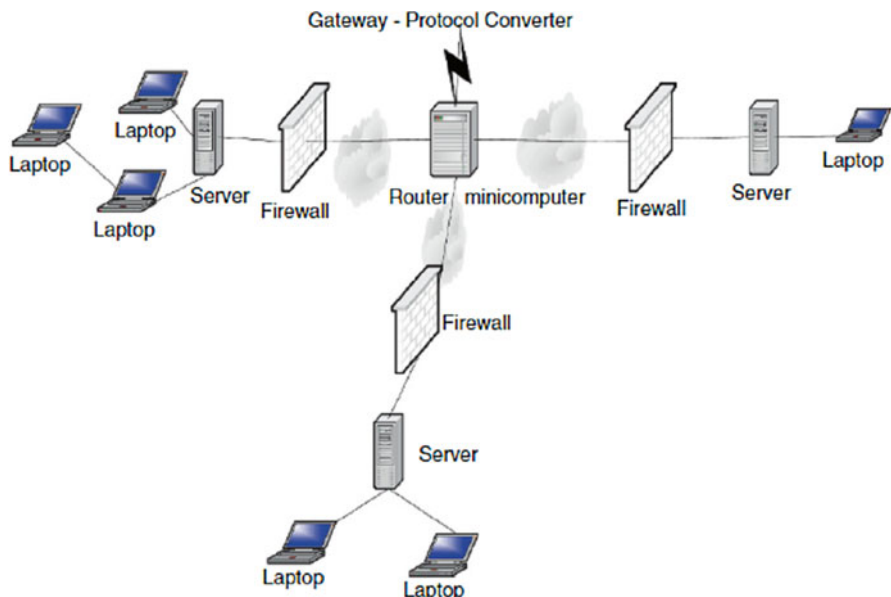 Gateway - Protocol Converter
Laptop
Laptop
Laptop
Server
Firewall
Router minicomputer
Firewall
Server
Laptop
Firewall
Server
Laptop
Laptop